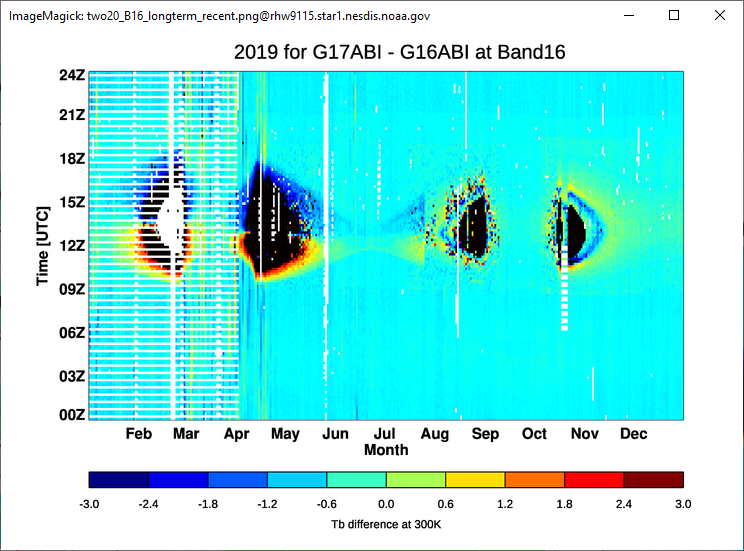 ImageMagick: two20_B16_longterm_recent.png@rhw9115.star1.nesdis.noaa.gov
2019 for G17ABI - G16ABI at Band16
24Z
21Z
18Z
15Z
12Z
09Z
06Z
03Z
00Z
Time [UTC]
Feb Mar Apr May Jun Jul Aug Sep Oct Nov Dec
Month
-3.0 -2.4 -1.8 -1.2 -0.6 0.0 0.6 1.2 1.8 2.4 3.0
Tb difference at 300K